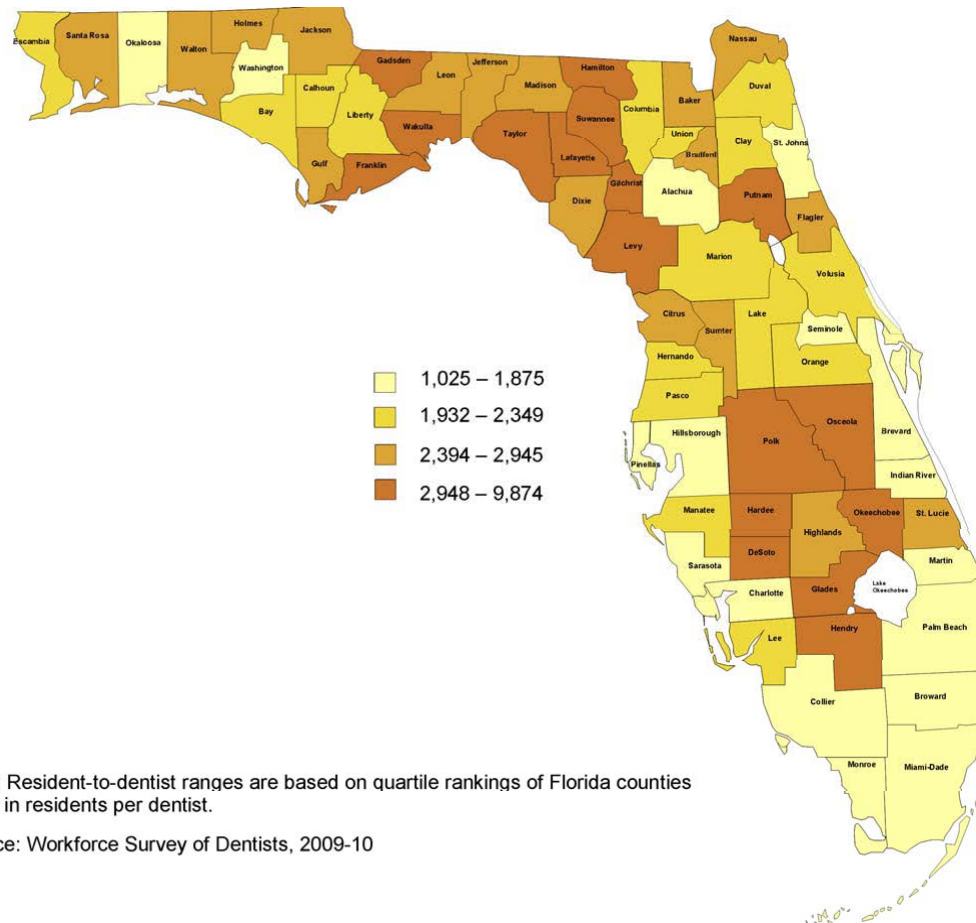 Escambia
Santa Rosa
Okaloosa
Walton
Holmes
Jackson
Washington
Bay
Calhoun
Gulf
Liberty
Gadsden
Franklin
Wakulla
Leon
Jefferson
Madison
Taylor
Hamilton
Suwannee
Lafayette
Dixie
Gilchrist
Levy
Columbia
Baker
Union
Bradford
Alachua
Nassau
Duval
Clay
St. Johns
Putnam
Flagler
Marion
Volusia
Citrus
Sumter
Lake
Seminole
Hernando
Orange
Pasco
1,025 – 1,875
1,932 – 2,349
2,394 – 2,945
2,948 – 9,874
Hillsborough
Pinellas
Polk
Osceola
Brevard
Indian River
Manatee
Hardee
Highlands
Okeechobee
St. Lucie
Sarasota
DeSoto
Martin
Charlotte
Glades
Lake
Okeechobee
Lee
Hendry
Palm Beach
Collier
Broward
Monroe
Miami-Dade
: Resident-to-dentist ranges are based on quartile rankings of Florida counties
in residents per dentist.
ce: Workforce Survey of Dentists, 2009-10